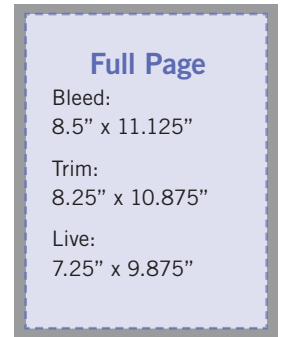 Full Page
Bleed:
8.5” x 11.125”
Trim:
8.25” x 10.875”
Live:
7.25” x 9.875”